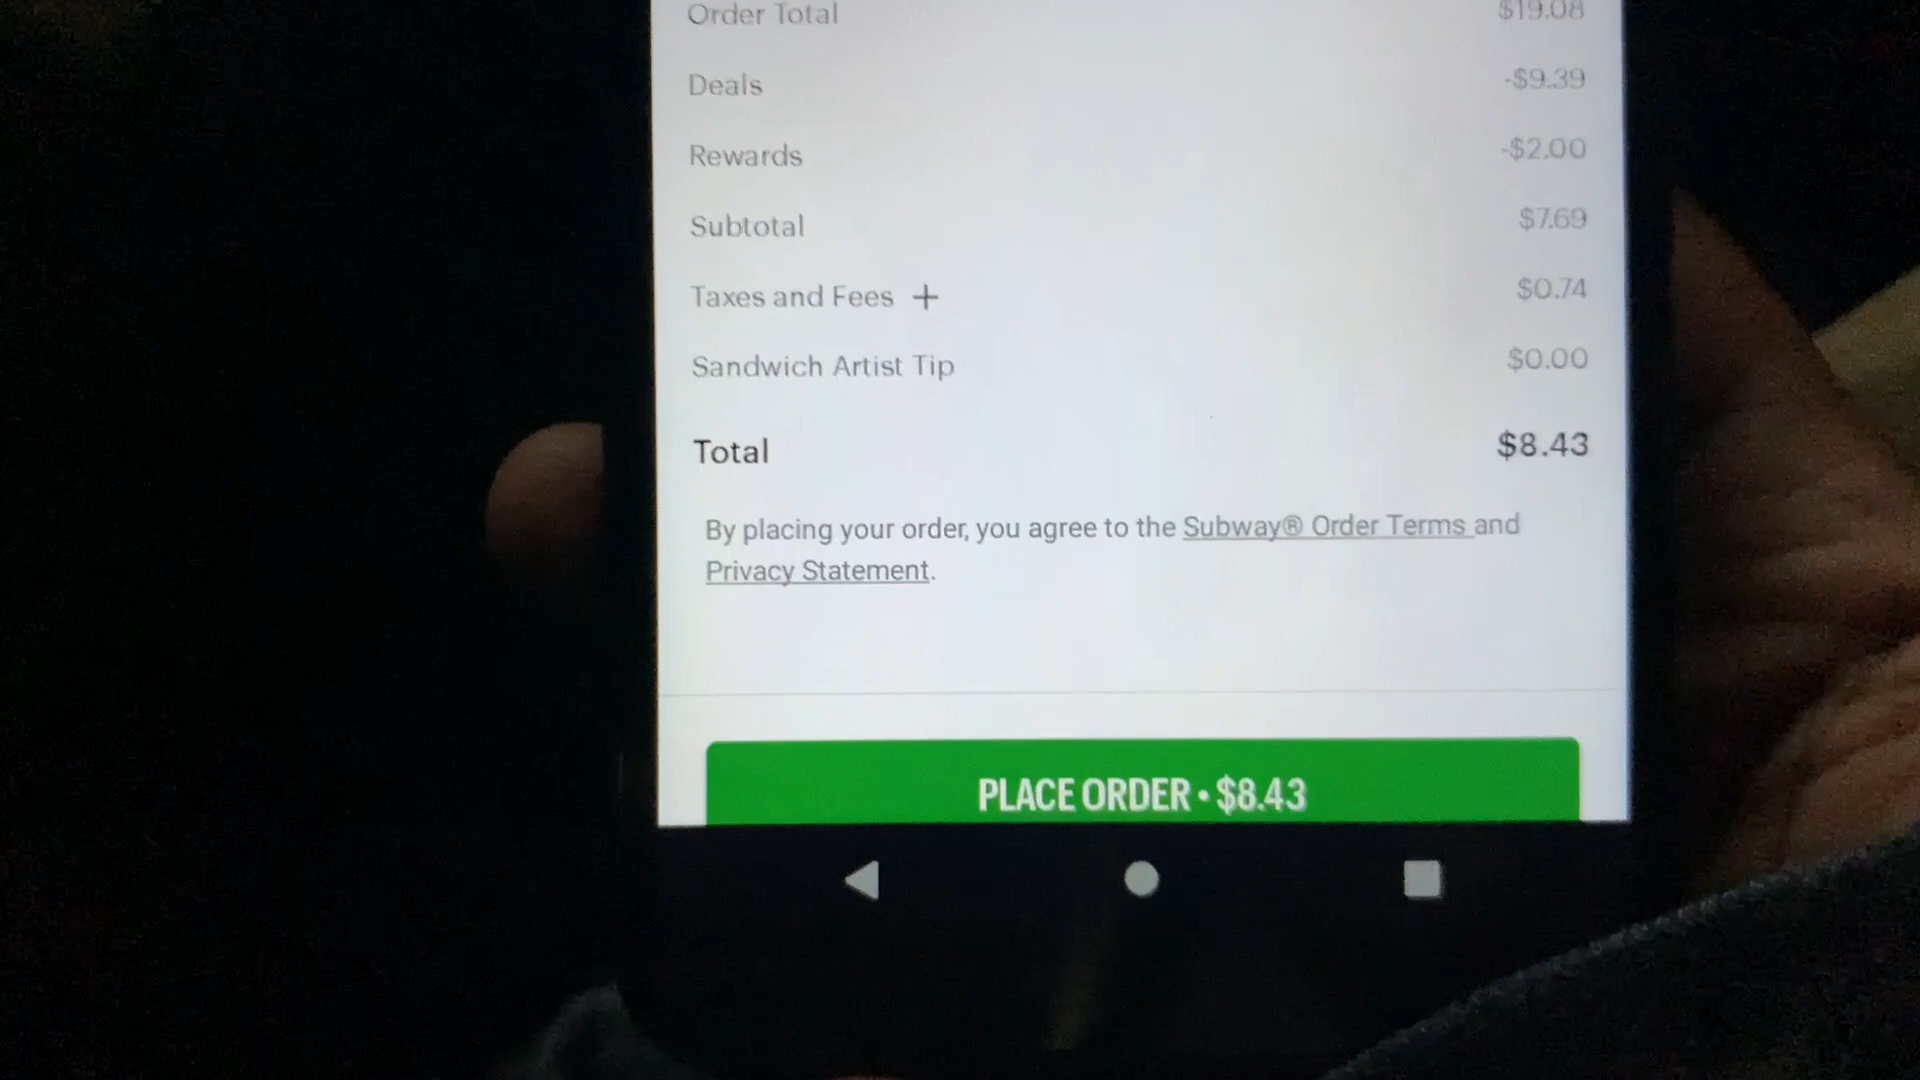 Order Total $19.08
Deals -$9.39
Rewards -$2.00
Subtotal $7.69
Taxes and Fees + $0.74
Sandwich Artist Tip $0.00
Total $8.43
By placing your order, you agree to the Subway® Order Terms and
Privacy Statement.
PLACE ORDER • $8.43